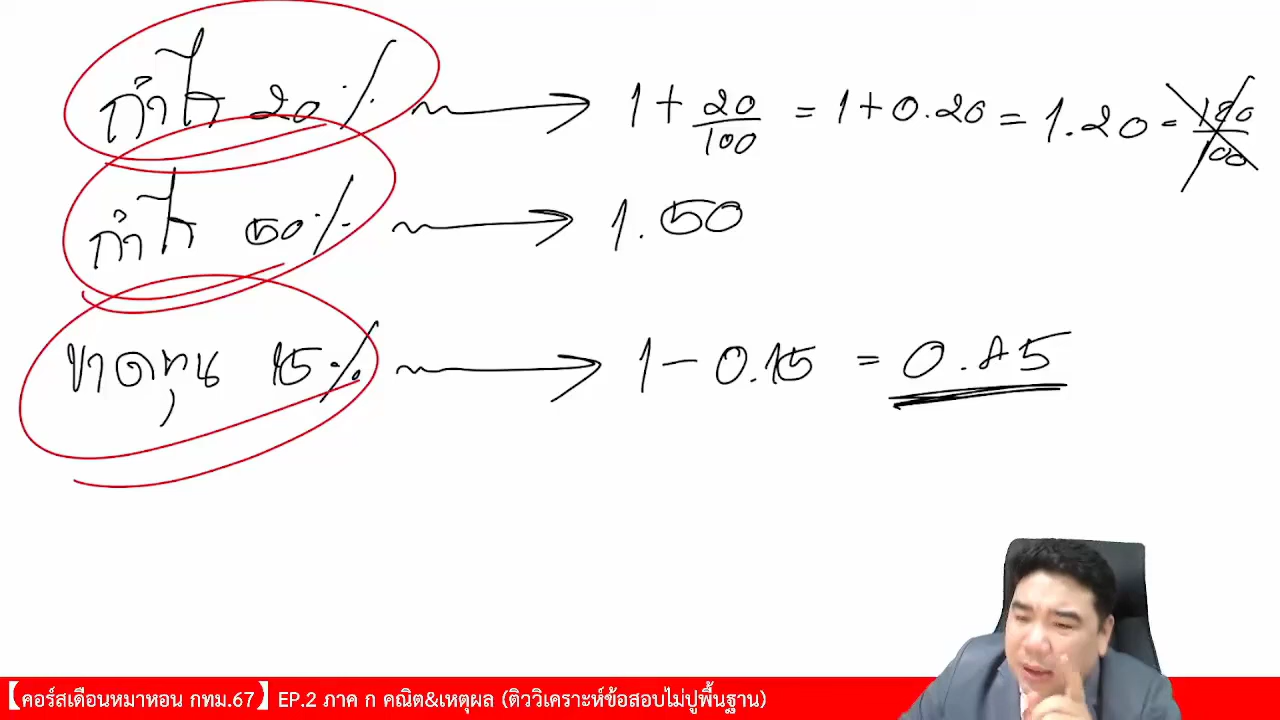 กำไร 20% → 1 + 20/100 = 1 + 0.20 = 1.20 = 120/100
กำไร 50% → 1.50
ขาดทุน 15% → 1 - 0.15 = 0.85
【คอร์สเดือนหมาหอน กทม.67】 EP.2 ภาค ก คณิต&เหตุผล (ติววิเคราะห์ข้อสอบไม่ปูพื้นฐาน)